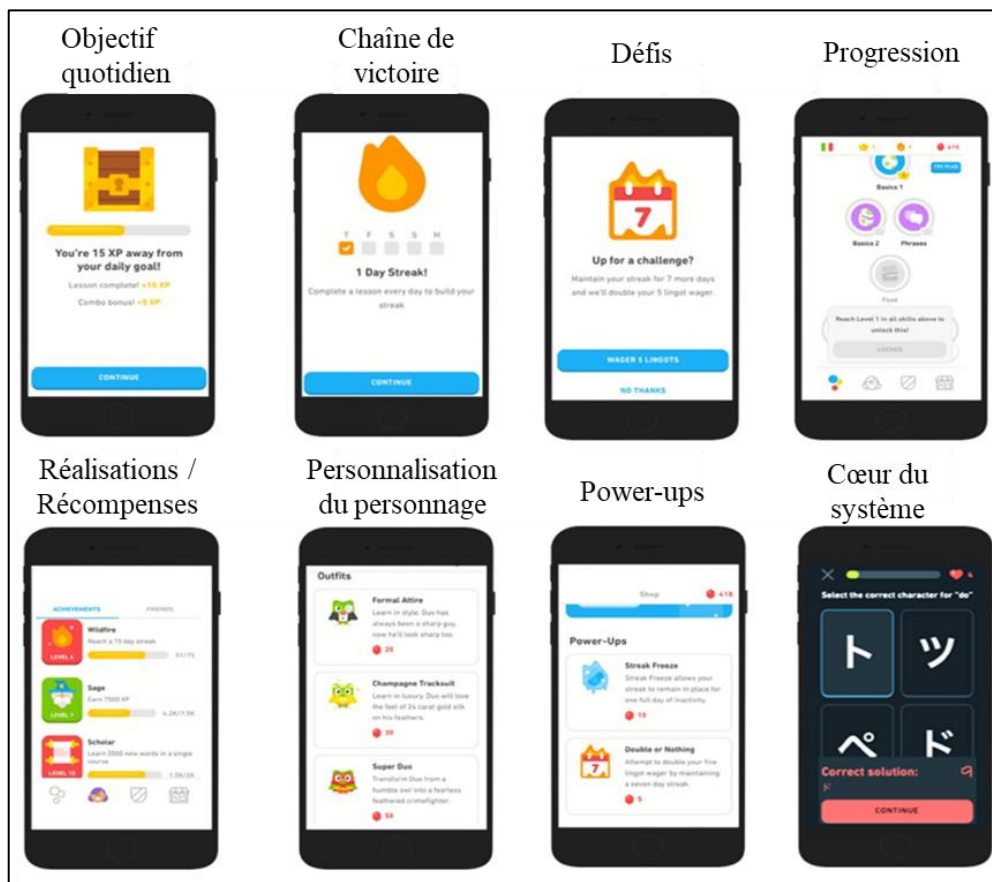 Objectif
quotidien
Chaîne de
victoire
Défis
Progression
You're 15 XP away from
your daily goal!
Lesson complete! +10 XP
Combo bonus! +5 XP
CONTINUE
T F S S M
1 Day Streak!
Complete a lesson every day to build your
streak
CONTINUE
7
Up for a challenge?
Maintain your streak for 7 more days
and we'll double your 5 lingot wager.
WAGER 5 LINGOTS
NO THANKS
Basics 1
Basics 2 Phrases
Food
Reach Level 1 in all skills above to
unlock this!
LOCKED
Réalisations /
Récompenses
Personnalisation
du personnage
Power-ups
Cœur du
système
ACHIEVEMENTS FRIENDS
Wildfire
Reach a 75 day streak
51/75
Sage
Earn 7500 XP
LEVEL 7
6.2K/7.5K
Scholar
Learn 2000 new words in a single
course
LEVEL 10
Outfits
Formal Attire
Learn in style. Duo has
always been a sharp guy,
now he'll look sharp too.
20
Champagne Tracksuit
Learn in luxury. Duo will love
the feel of 24 carat gold silk
on his feathers.
30
Super Duo
Transform Duo from a
humble owl into a fearless
feathered crimefighter.
50
Shop 418
Power-Ups
Streak Freeze
Streak Freeze allows your
streak to remain in place for
one full day of inactivity.
10
Double or Nothing
7
Attempt to double your five
lingot wager by maintaining
a seven day streak.
5
4
Select the correct character for "do"
ト ツ
ペ ド
Correct solution:
ド
CONTINUE